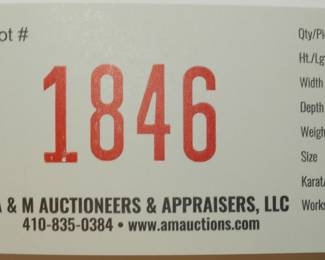 ot #
1846
A & M AUCTIONEERS & APPRAISERS, LLC
410-835-0384 • www.amauctions.com
Qty/Pi
Ht./Lg
Width
Depth
Weigh
Size
Karat/
Works